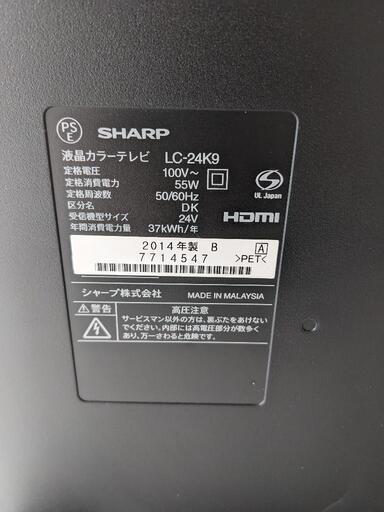 PS E SHARP
液晶カラーテレビ LC-24K9
定格電圧 100V～
定格消費電力 55W
定格周波数 50/60Hz
区分名 DK
受信機型サイズ 24V
年間消費電力量 37kWh/年
S UL Japan
HDMI
2014年製 B A
7714547 >PET<
シャープ株式会社 MADE IN MALAYSIA
警告 高圧注意
サービスマン以外の方は、裏ぶたをあけないで
ください。内部には高電圧部分が数多く
あり、万一さわると危険です。